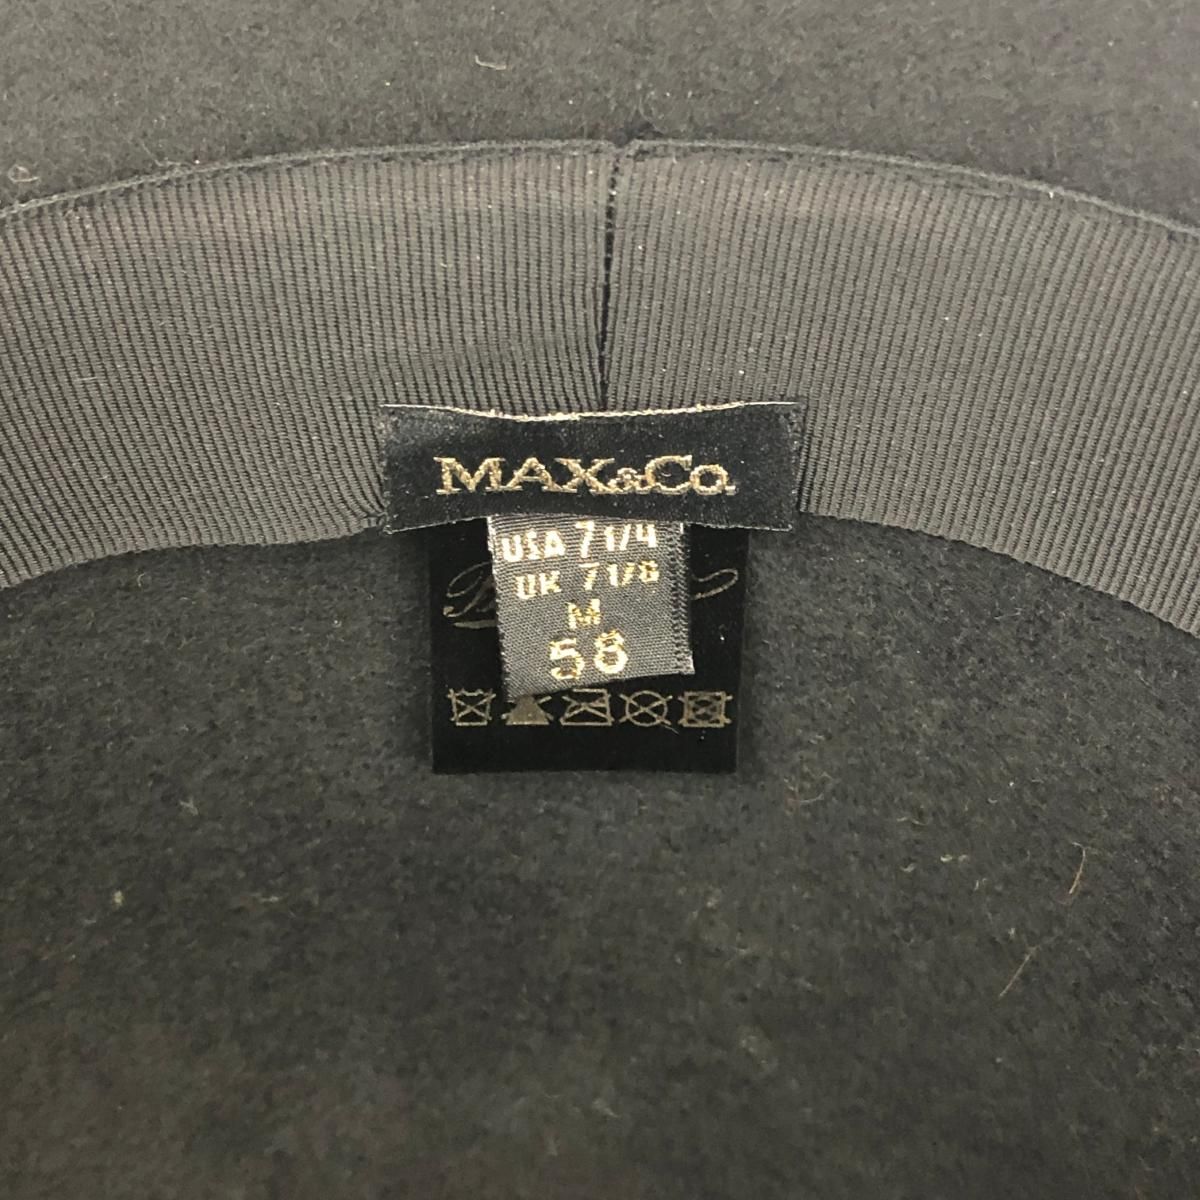 MAX&Co.
USA 7 1/4
UK 7 1/8
M
58